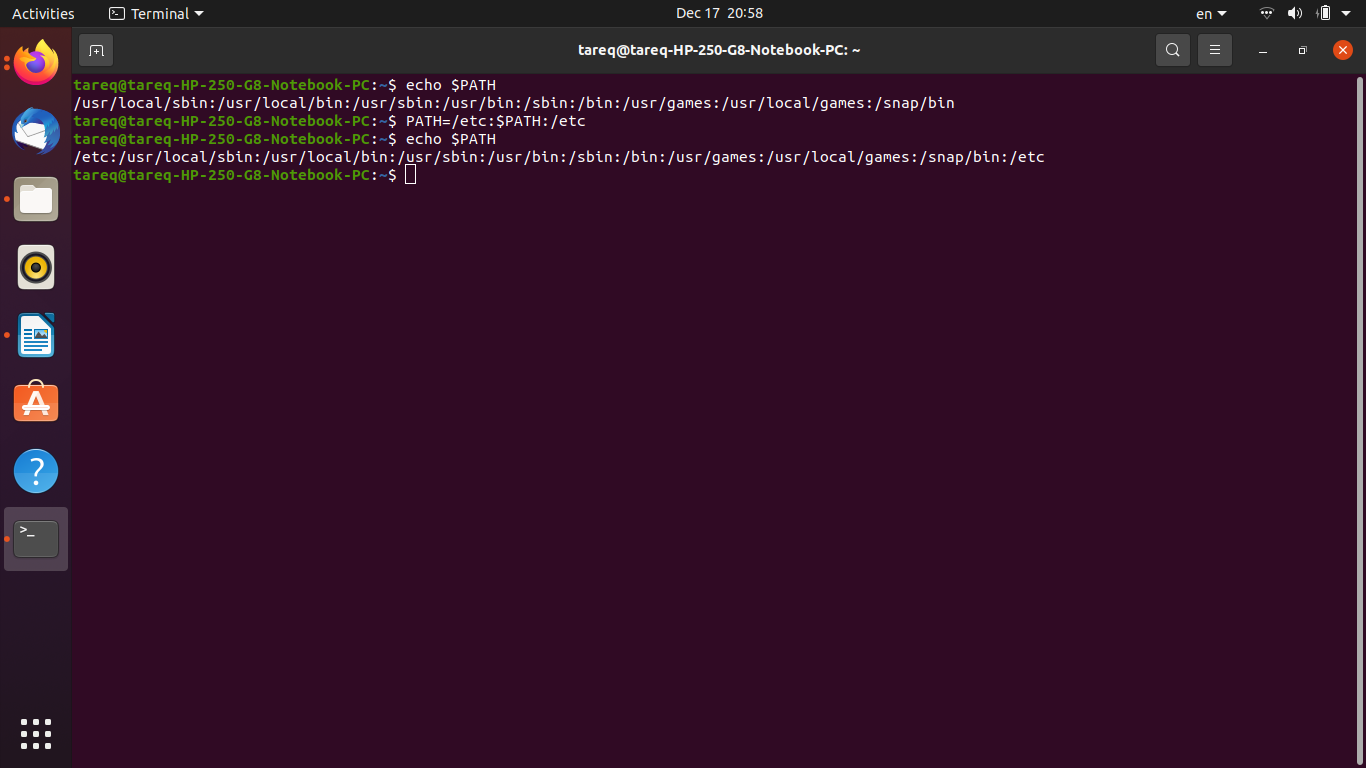 Activities Terminal Dec 17 20:58 en
tareq@tareq-HP-250-G8-Notebook-PC: ~
tareq@tareq-HP-250-G8-Notebook-PC:~$ echo $PATH
/usr/local/sbin:/usr/local/bin:/usr/sbin:/usr/bin:/sbin:/bin:/usr/games:/usr/local/games:/snap/bin
tareq@tareq-HP-250-G8-Notebook-PC:~$ PATH=/etc:$PATH:/etc
tareq@tareq-HP-250-G8-Notebook-PC:~$ echo $PATH
/etc:/usr/local/sbin:/usr/local/bin:/usr/sbin:/usr/bin:/sbin:/bin:/usr/games:/usr/local/games:/snap/bin:/etc
tareq@tareq-HP-250-G8-Notebook-PC:~$